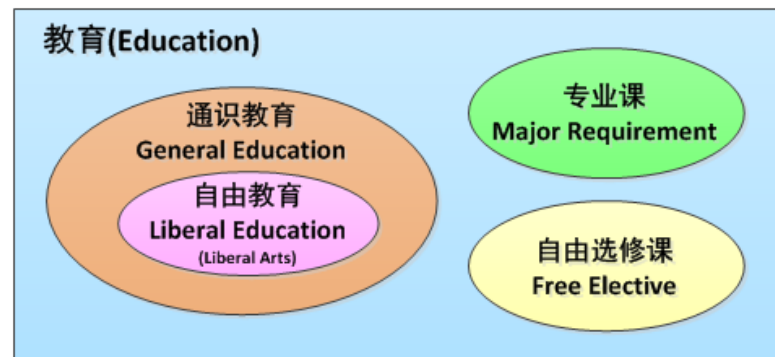 教育(Education)
通识教育
General Education
自由教育
Liberal Education
(Liberal Arts)
专业课
Major Requirement
自由选修课
Free Elective